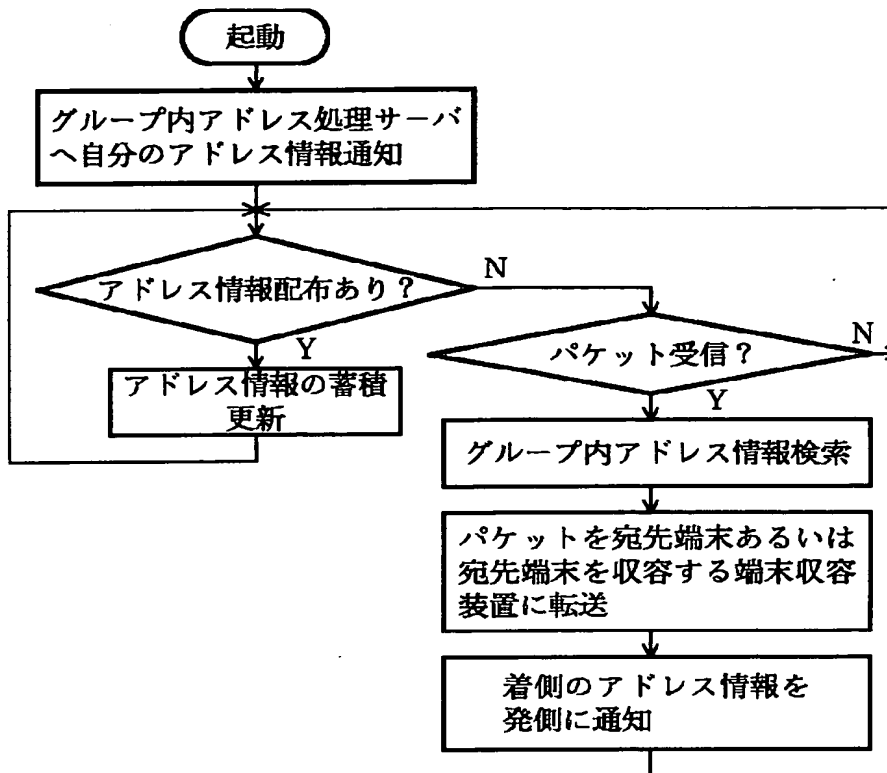 起動
グループ内アドレス処理サーバ
へ自分のアドレス情報通知
アドレス情報配布あり？
N
Y
アドレス情報の蓄積
更新
パケット受信？
N
Y
グループ内アドレス情報検索
パケットを宛先端末あるいは
宛先端末を収容する端末収容
装置に転送
着側のアドレス情報を
発側に通知